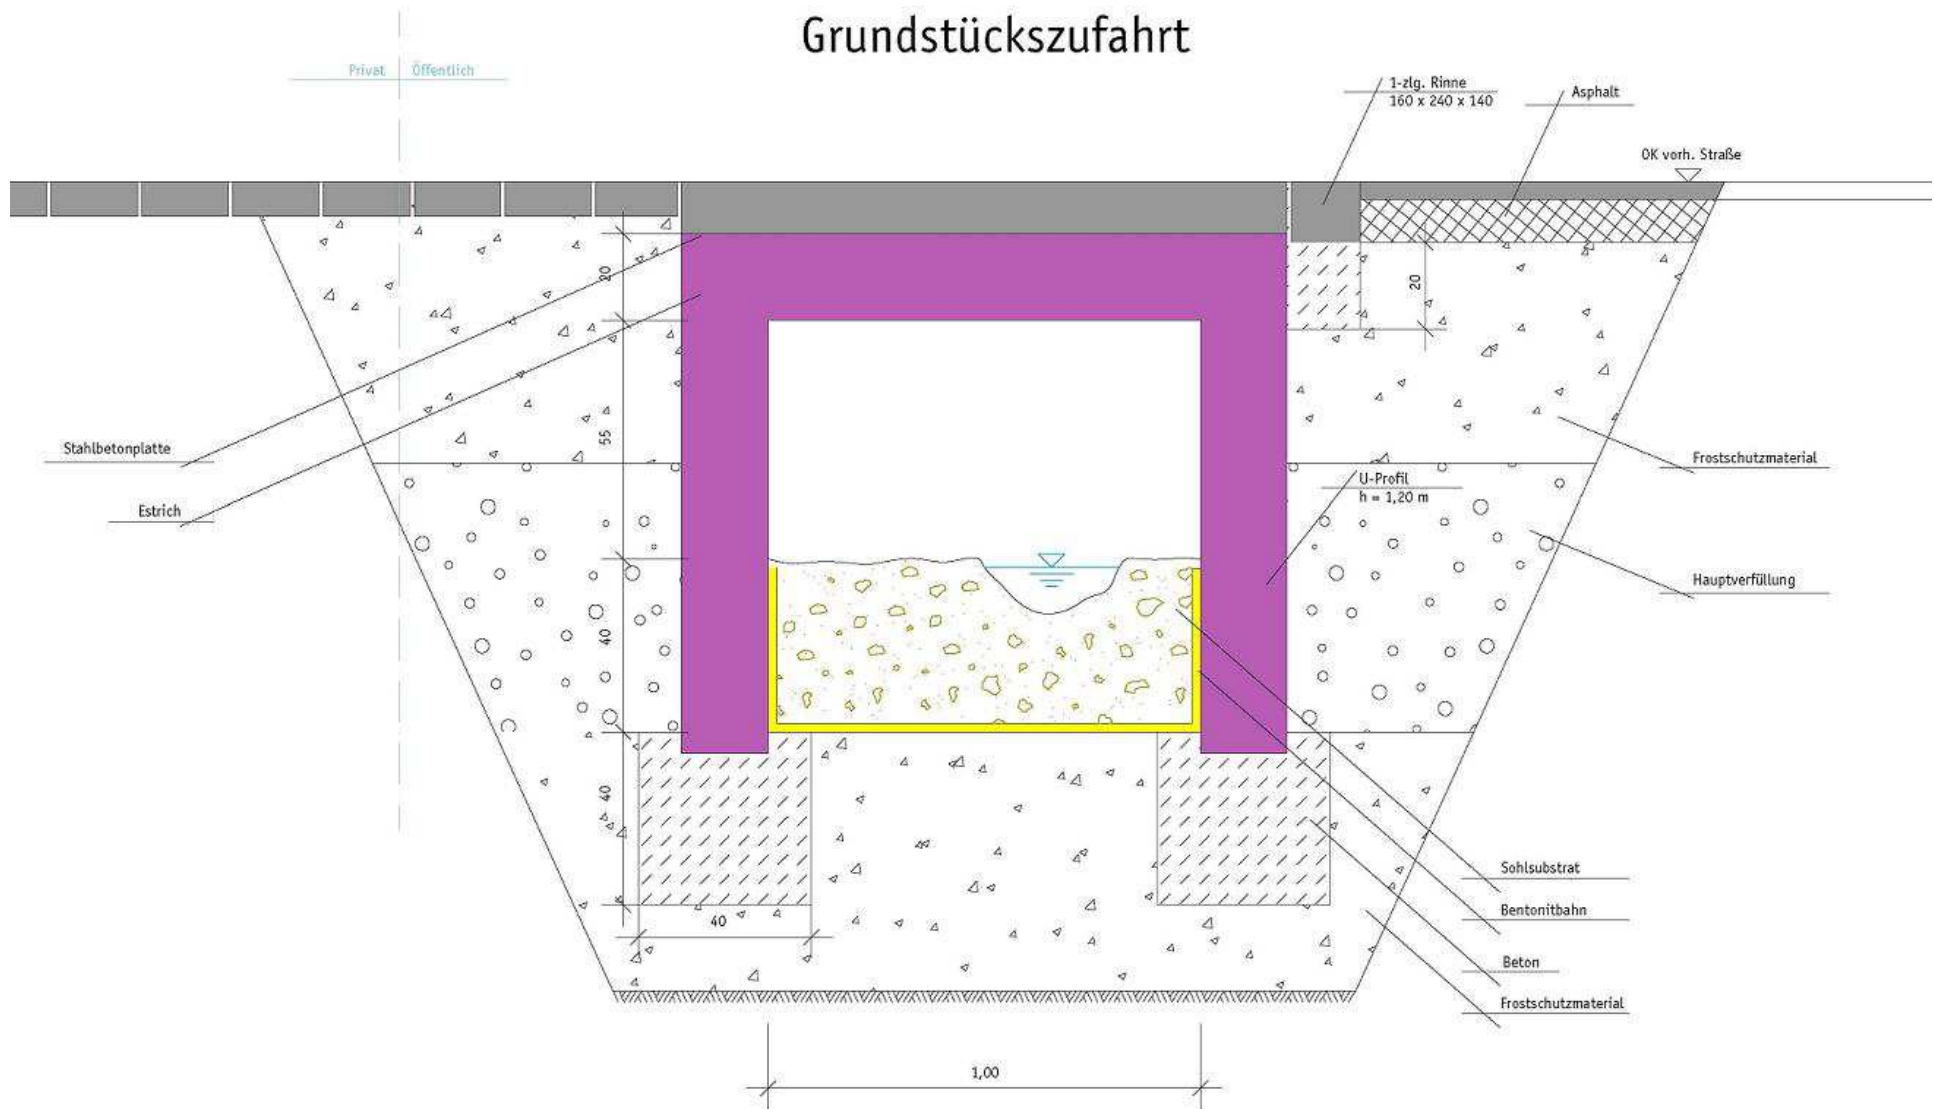 Grundstückszufahrt
Privat Öffentlich
1-zlg. Rinne
160 x 240 x 140
Asphalt
OK vorh. Straße
20
20
55
Stahlbetonplatte
Estrich
Frostschutzmaterial
U-Profil
h = 1,20 m
Hauptverfüllung
40
40
40
Sohlsubstrat
Bentonitbahn
Beton
Frostschutzmaterial
1,00